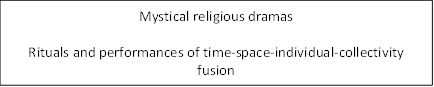 Mystical religious dramas
Rituals and performances of time-space-individual-collectivity
fusion